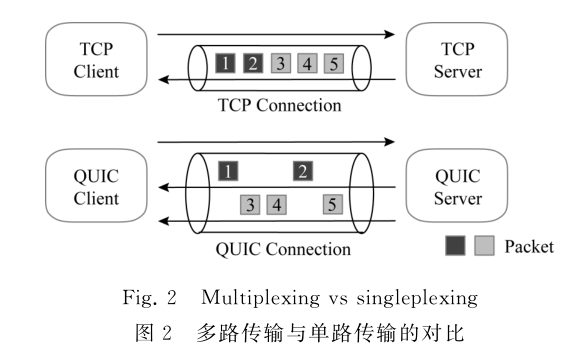 TCP
Client
1 2 3 4 5
TCP
Server
TCP Connection
QUIC
Client
1 2
3 4 5
QUIC
Server
QUIC Connection
Packet
Fig. 2 Multiplexing vs singleplexing
图 2 多路传输与单路传输的对比